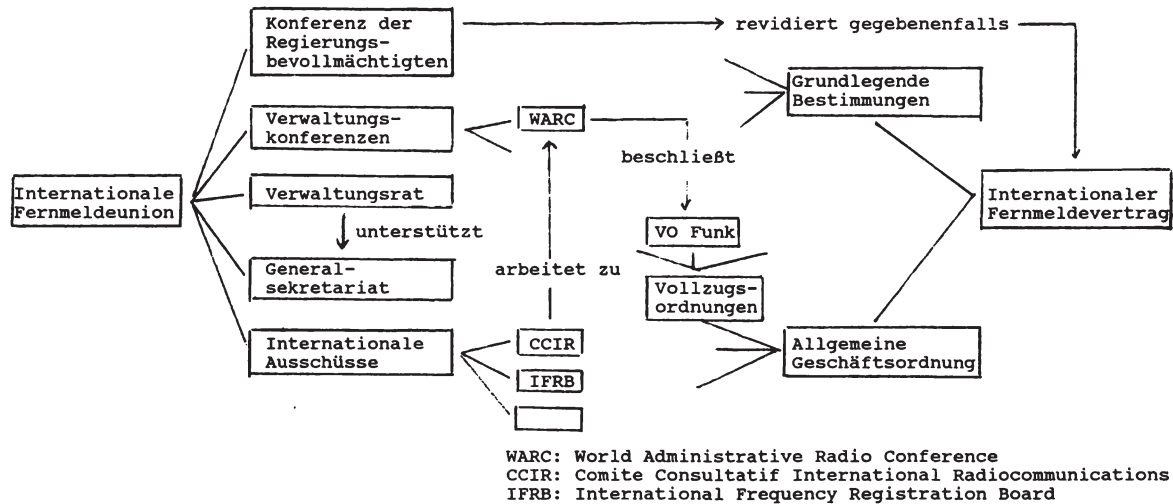 Konferenz der
Regierungs-
bevollmächtigten
revidiert gegebenenfalls
Grundlegende
Bestimmungen
Verwaltungs-
konferenzen
WARC
beschließt
Internationale
Fernmeldeunion
Verwaltungsrat
Internationaler
Fernmeldevertrag
unterstützt
VO Funk
General-
sekretariat
arbeitet zu
Vollzugs-
ordnungen
Internationale
Ausschüsse
CCIR
Allgemeine
Geschäftsordnung
IFRB
WARC: World Administrative Radio Conference
CCIR: Comite Consultatif International Radiocommunications
IFRB: International Frequency Registration Board